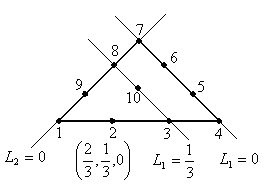 7
8
6
9
10
5
1
2
3
4
L₂ = 0
(2/3, 1/3, 0)
L₁ = 1/3
L₁ = 0